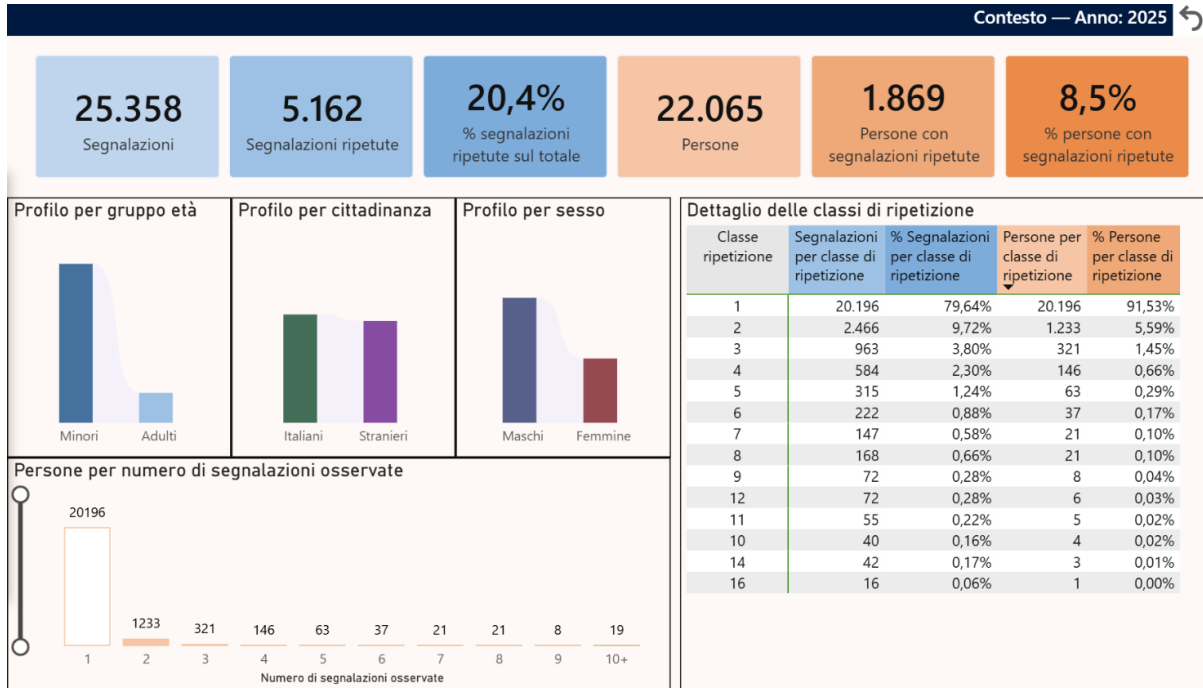 Contesto — Anno: 2025
25.358
Segnalazioni
5.162
Segnalazioni ripetute
20,4%
% segnalazioni
ripetute sul totale
22.065
Persone
1.869
Persone con
segnalazioni ripetute
8,5%
% persone con
segnalazioni ripetute
Profilo per gruppo età
Minori Adulti
Profilo per cittadinanza
Italiani Stranieri
Profilo per sesso
Maschi Femmine
Persone per numero di segnalazioni osservate
20196 1233 321 146 63 37 21 21 8 19
1 2 3 4 5 6 7 8 9 10+
Numero di segnalazioni osservate
Dettaglio delle classi di ripetizione
Classe Segnalazioni % Segnalazioni Persone per % Persone
ripetizione per classe di per classe di classe di per classe di
ripetizione ripetizione ripetizione ripetizione
1 20.196 79,64% 20.196 91,53%
2 2.466 9,72% 1.233 5,59%
3 963 3,80% 321 1,45%
4 584 2,30% 146 0,66%
5 315 1,24% 63 0,29%
6 222 0,88% 37 0,17%
7 147 0,58% 21 0,10%
8 168 0,66% 21 0,10%
9 72 0,28% 8 0,04%
12 72 0,28% 6 0,03%
11 55 0,22% 5 0,02%
10 40 0,16% 4 0,02%
14 42 0,17% 3 0,01%
16 16 0,06% 1 0,00%